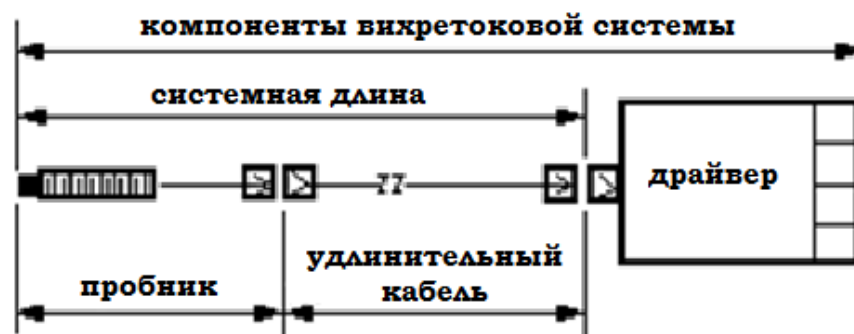 компоненты вихретоковой системы
системная длина
драйвер
пробник
удлинительный
кабель